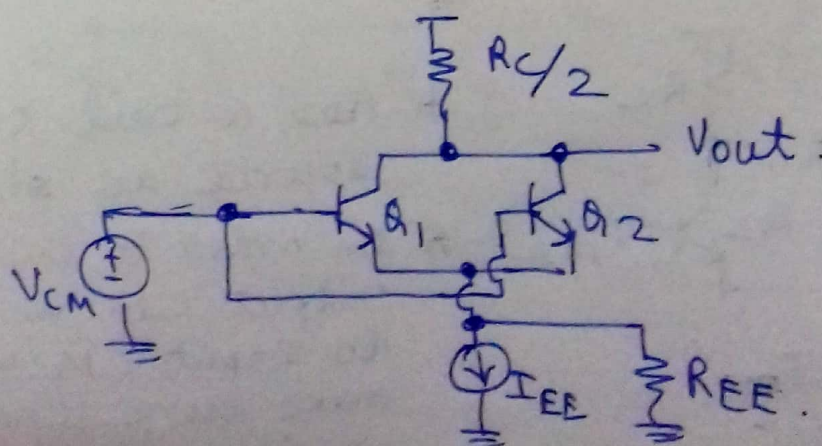 RC/2
Vout.
Q1
Q2
VCM
+
-
IEE
REE.